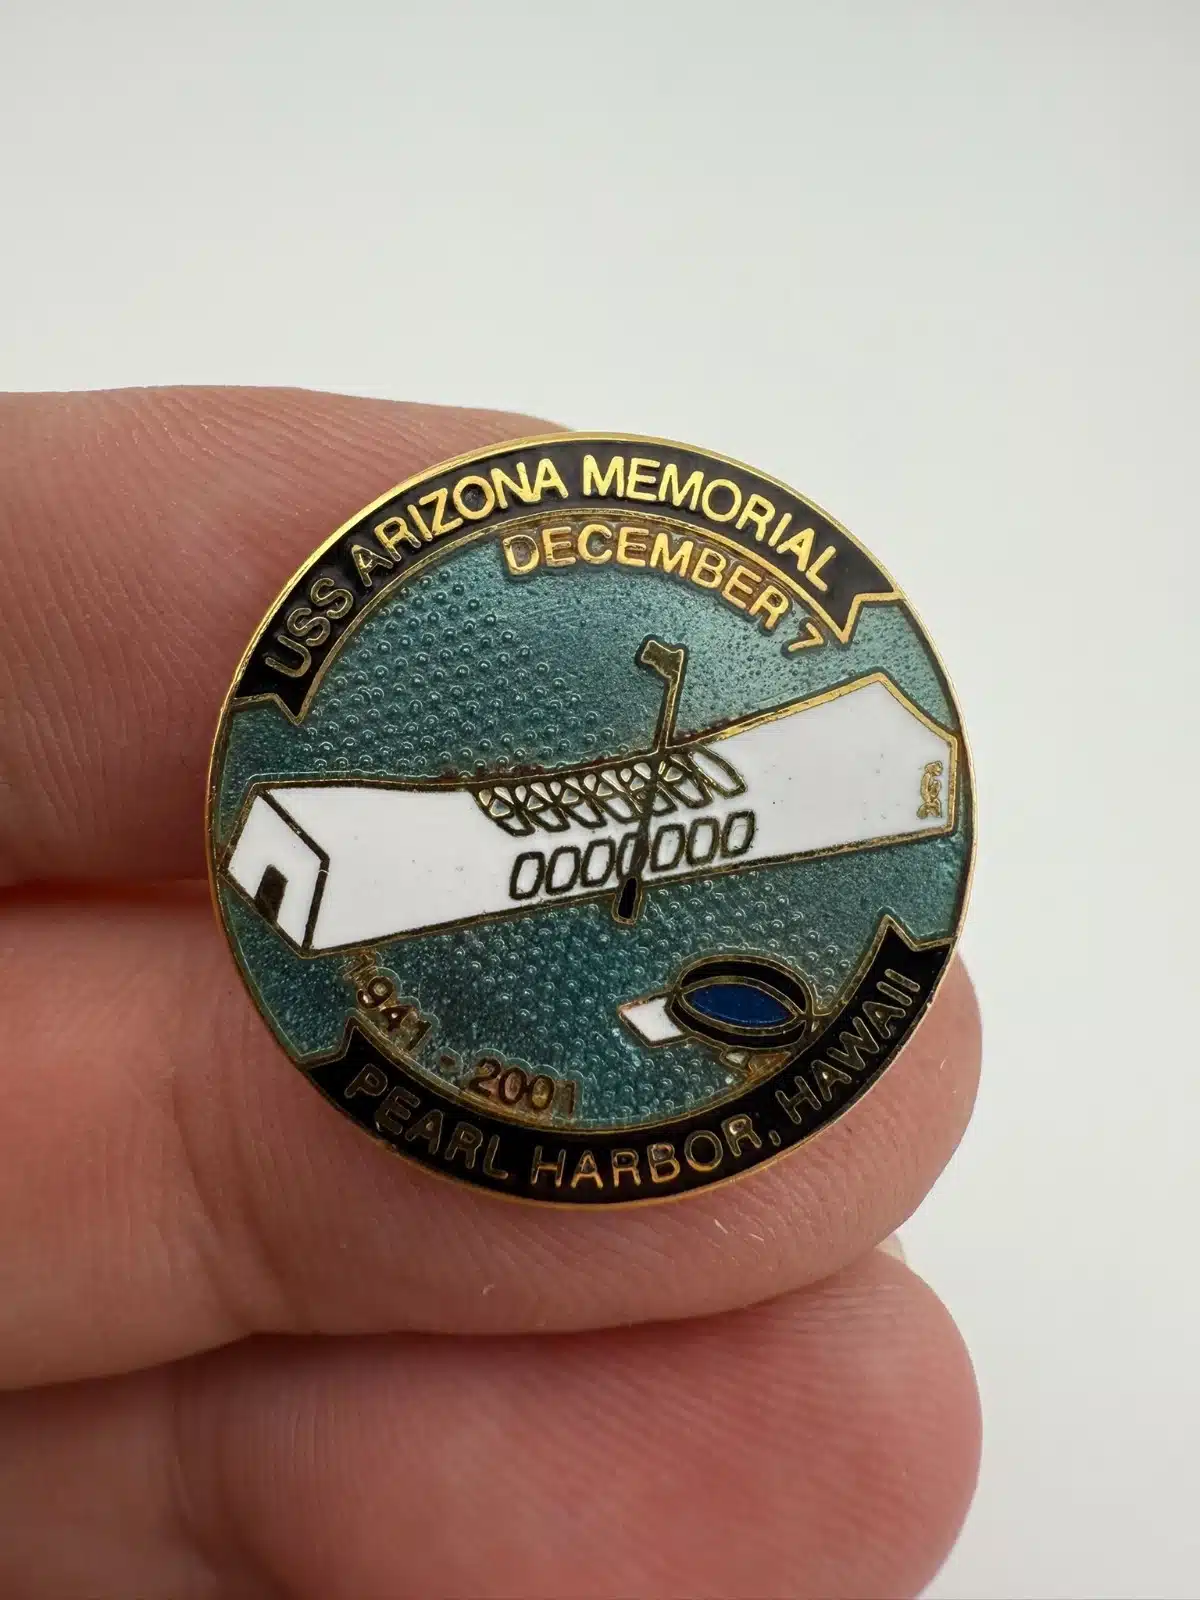 USS ARIZONA MEMORIAL
DECEMBER 7
1941 - 2001
PEARL HARBOR, HAWAII